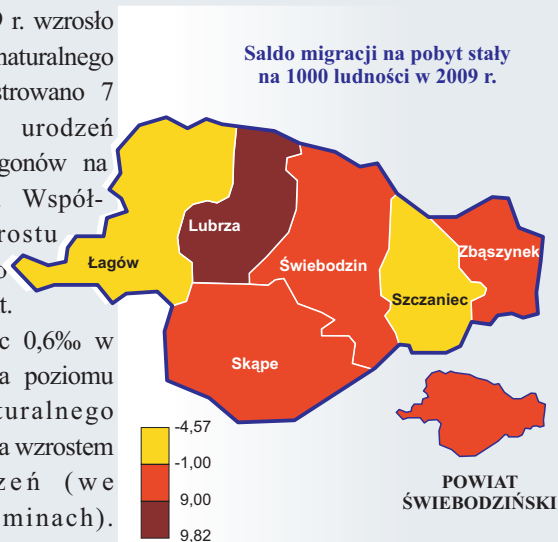 r. wzrosło
naturalnego
strowano 7
urodzeń
gonów na
Współ-
rostu
t.
c 0,6‰ w
a poziomu
turalnego
a wzrostem
zeń (we
minach).
Saldo migracji na pobyt stały
na 1000 ludności w 2009 r.
Lubrza
Łagów
Świebodzin
Zbąszynek
Szczaniec
Skąpe
-4,57
-1,00
9,00
9,82
POWIAT
ŚWIEBODZIŃSKI